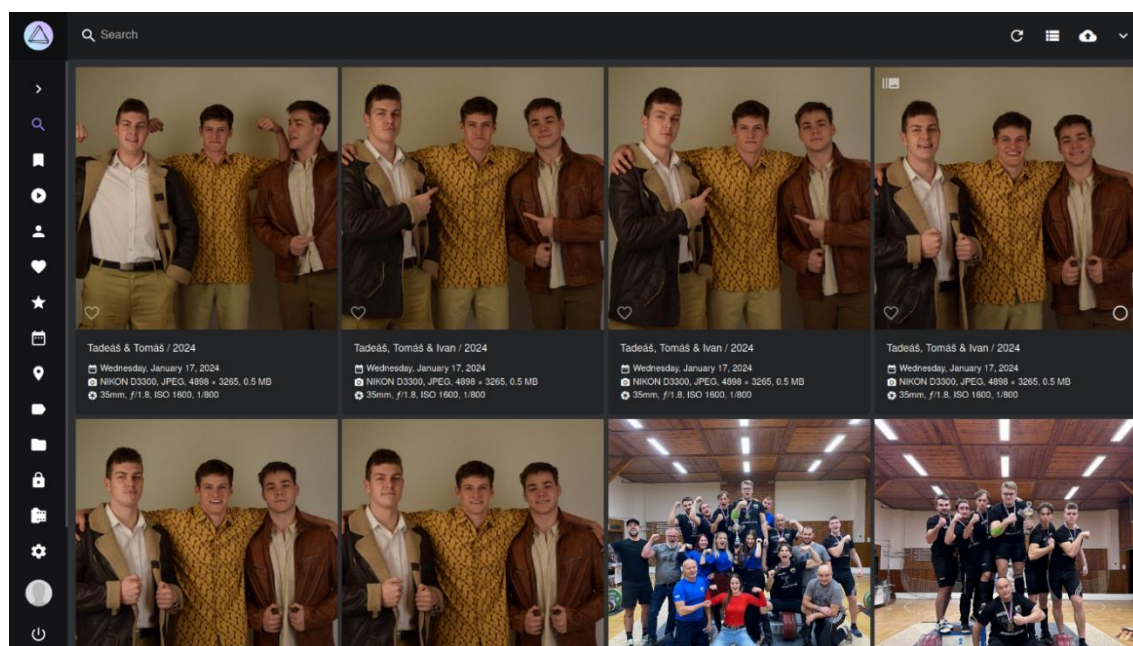 Search
Tadeáš & Tomáš / 2024
Wednesday, January 17, 2024
NIKON D3300, JPEG, 4898 × 3265, 0.5 MB
35mm, ƒ/1.8, ISO 1600, 1/800
Tadeáš, Tomáš & Ivan / 2024
Wednesday, January 17, 2024
NIKON D3300, JPEG, 4898 × 3265, 0.5 MB
35mm, ƒ/1.8, ISO 1600, 1/800
Tadeáš, Tomáš & Ivan / 2024
Wednesday, January 17, 2024
NIKON D3300, JPEG, 4898 × 3265, 0.5 MB
35mm, ƒ/1.8, ISO 1600, 1/800
Tadeáš, Tomáš & Ivan / 2024
Wednesday, January 17, 2024
NIKON D3300, JPEG, 4898 × 3265, 0.5 MB
35mm, ƒ/1.8, ISO 1600, 1/800
2